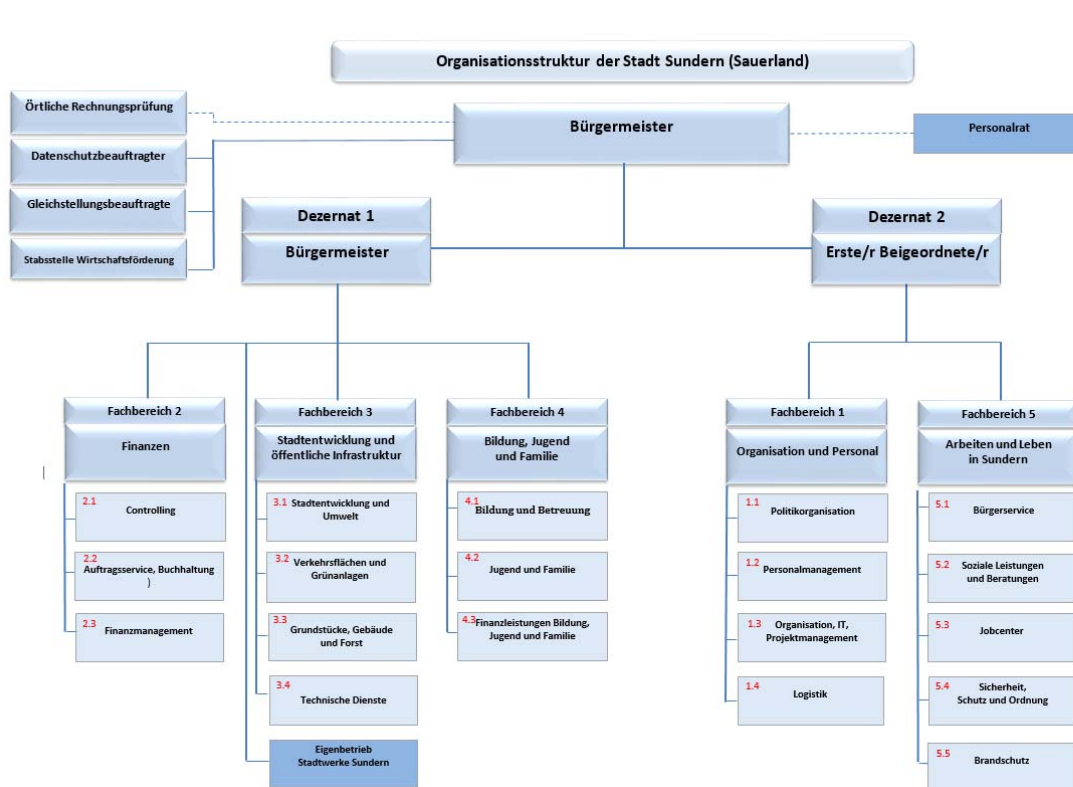 Organisationsstruktur der Stadt Sundern (Sauerland)
Örtliche Rechnungsprüfung
Bürgermeister
Personalrat
Datenschutzbeauftragter
Gleichstellungsbeauftragte
Stabsstelle Wirtschaftsförderung
Dezernat 1
Bürgermeister
Dezernat 2
Erste/r Beigeordnete/r
Fachbereich 2
Finanzen
2.1
Controlling
2.2
Auftragsservice, Buchhaltung
)
2.3
Finanzmanagement
Fachbereich 3
Stadtentwicklung und
öffentliche Infrastruktur
3.1 Stadtentwicklung und
Umwelt
3.2 Verkehrsflächen und
Grünanlagen
3.3
Grundstücke, Gebäude
und Forst
3.4
Technische Dienste
Eigenbetrieb
Stadtwerke Sundern
Fachbereich 4
Bildung, Jugend
und Familie
4.1
Bildung und Betreuung
4.2
Jugend und Familie
4.3 Finanzleistungen Bildung,
Jugend und Familie
Fachbereich 1
Organisation und Personal
1.1
Politikorganisation
1.2
Personalmanagement
1.3 Organisation, IT,
Projektmanagement
1.4
Logistik
Fachbereich 5
Arbeiten und Leben
in Sundern
5.1
Bürgerservice
5.2 Soziale Leistungen
und Beratungen
5.3
Jobcenter
5.4 Sicherheit,
Schutz und Ordnung
5.5
Brandschutz